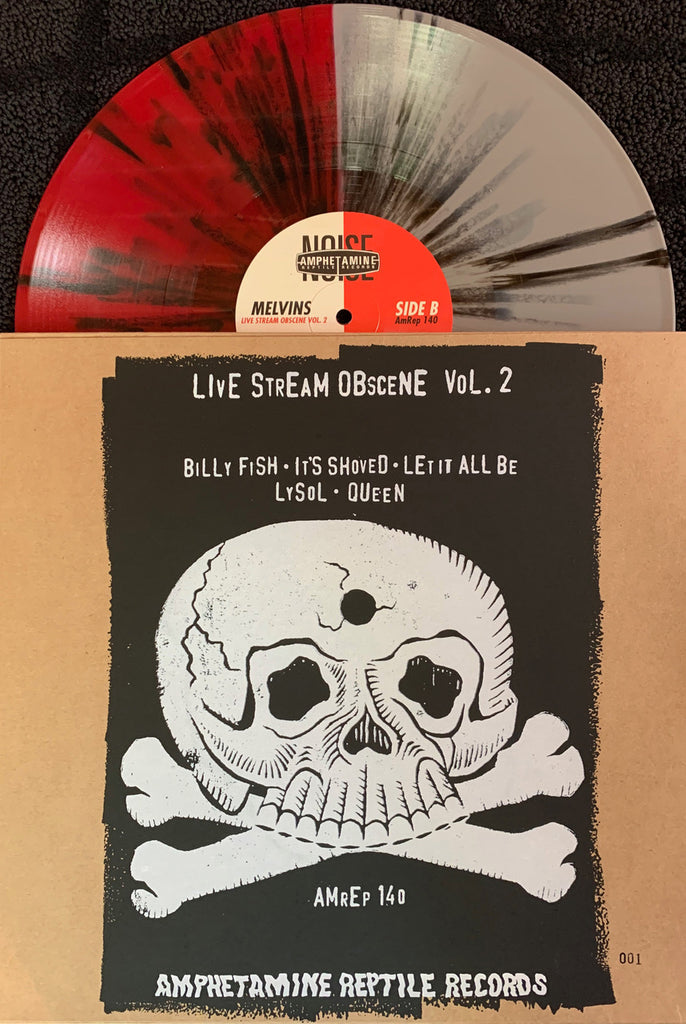 NOISE
AMPHETAMINE
REPTILE RECORDS
NOISE
MELVINS
LIVE STREAM OBSCENE VOL. 2
SIDE B
AmRep 140
LIVE STREAM OBSCENE VOL. 2
BILLY FISH • IT'S SHOVED • LET IT ALL BE
LYSOL • QUEEN
AMREP 140
001
AMPHETAMINE REPTILE RECORDS